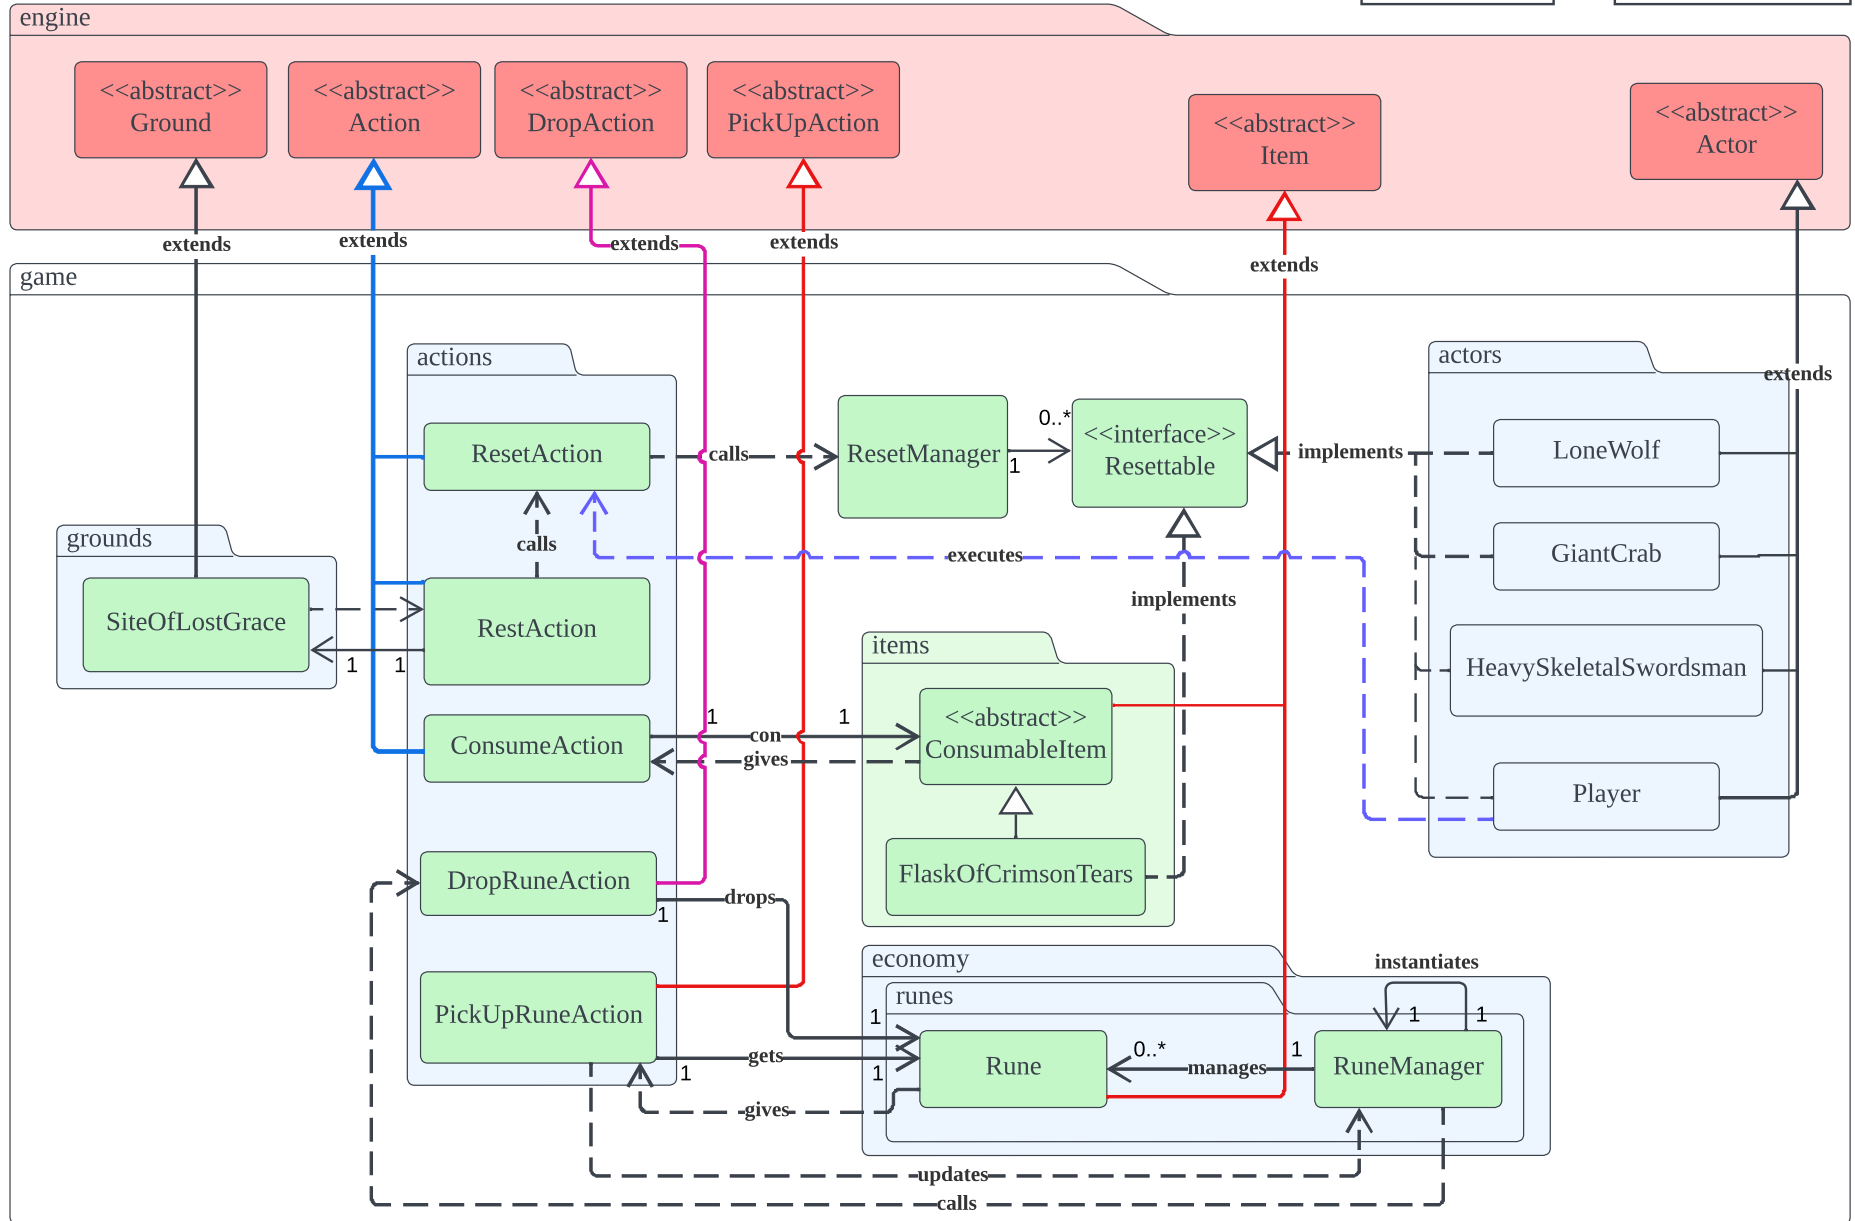 engine
<<abstract>>
Ground
<<abstract>>
Action
<<abstract>>
DropAction
<<abstract>>
PickUpAction
<<abstract>>
Item
<<abstract>>
Actor
extends
extends
extends
extends
extends
game
actions
actors
extends
ResetAction
calls
ResetManager
0..*
1
<<interface>>
Resettable
implements
LoneWolf
calls
executes
GiantCrab
grounds
SiteOfLostGrace
1
1
RestAction
implements
HeavySkeletalSwordsman
items
ConsumeAction
1
1
con
gives
<<abstract>>
ConsumableItem
Player
FlaskOfCrimsonTears
DropRuneAction
1
drops
economy
instantiates
runes
PickUpRuneAction
1
gets
1
1
Rune
0..*
manages
1
1
1
RuneManager
gives
updates
calls